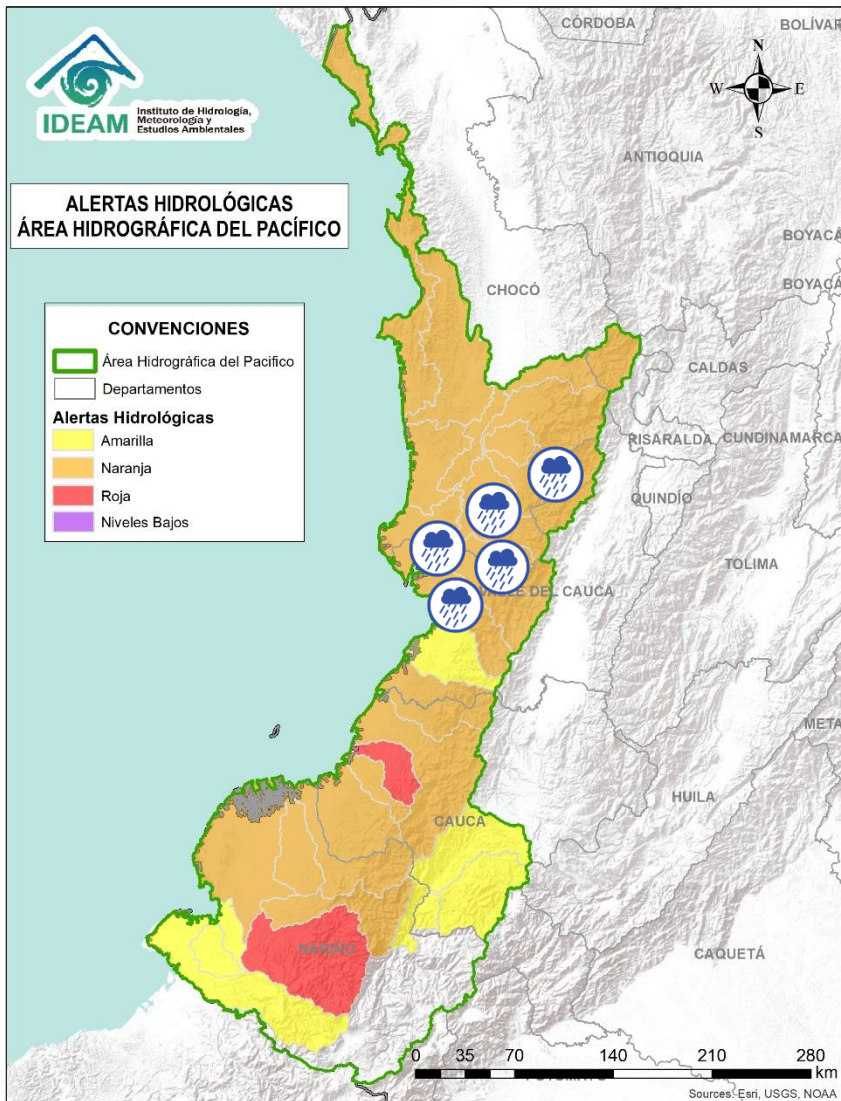 IDEAM
Instituto de Hidrología,
Meteorología y
Estudios Ambientales
ALERTAS HIDROLÓGICAS
ÁREA HIDROGRÁFICA DEL PACÍFICO
CONVENCIONES
Área Hidrográfica del Pacifico
Departamentos
Alertas Hidrológicas
Amarilla
Naranja
Roja
Niveles Bajos
N
W
E
S
CÓRDOBA
BOLÍVAR
ANTIOQUIA
BOYACÁ
CHOCÓ
BOYACÁ
CALDAS
RISARALDA
CUNDINAMARCA
QUINDÍO
TOLIMA
DEL CAUCA
META
HUILA
CAUCA
NARIÑO
CAQUETÁ
0 35 70 140 210 280
km
Sources: Esri, USGS, NOAA